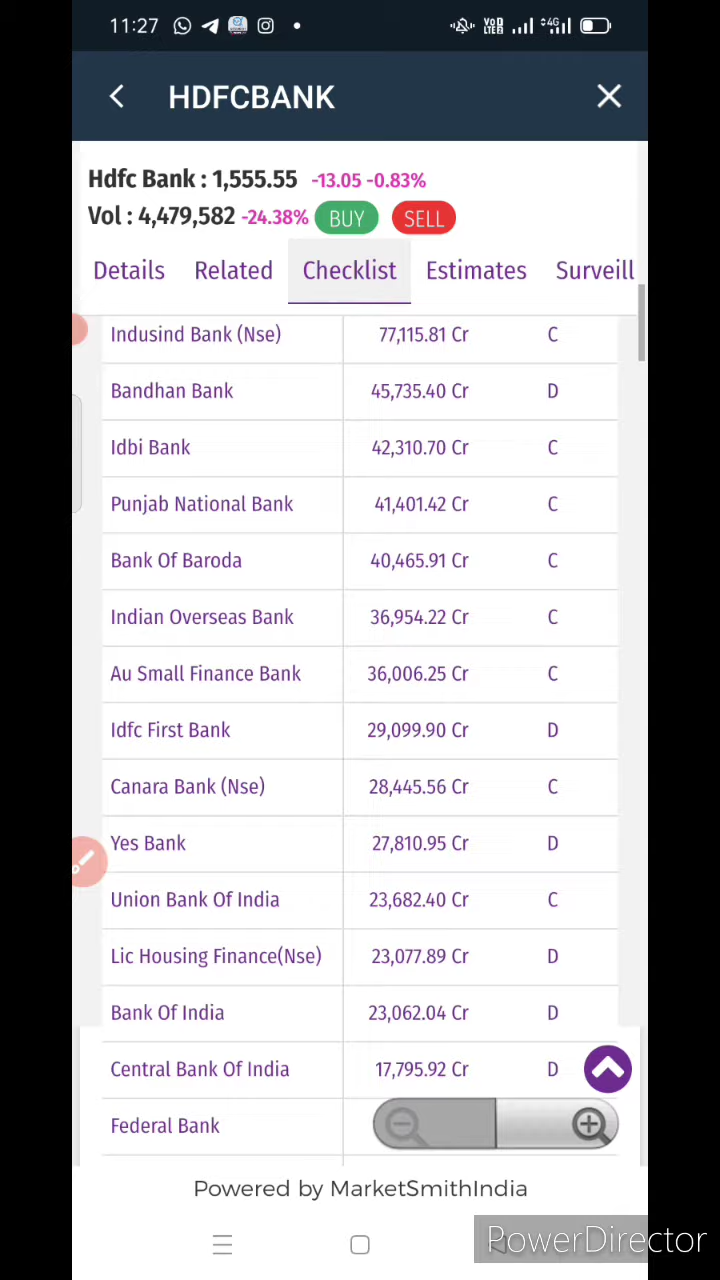 11:27 VoD LTE2 4G
HDFCBANK
Hdfc Bank : 1,555.55 -13.05 -0.83%
Vol : 4,479,582 -24.38% BUY SELL
Details Related Checklist Estimates Surveill
Indusind Bank (Nse) 77,115.81 Cr C
Bandhan Bank 45,735.40 Cr D
Idbi Bank 42,310.70 Cr C
Punjab National Bank 41,401.42 Cr C
Bank Of Baroda 40,465.91 Cr C
Indian Overseas Bank 36,954.22 Cr C
Au Small Finance Bank 36,006.25 Cr C
Idfc First Bank 29,099.90 Cr D
Canara Bank (Nse) 28,445.56 Cr C
Yes Bank 27,810.95 Cr D
Union Bank Of India 23,682.40 Cr C
Lic Housing Finance(Nse) 23,077.89 Cr D
Bank Of India 23,062.04 Cr D
Central Bank Of India 17,795.92 Cr D
Federal Bank
Powered by MarketSmithIndia
PowerDirector